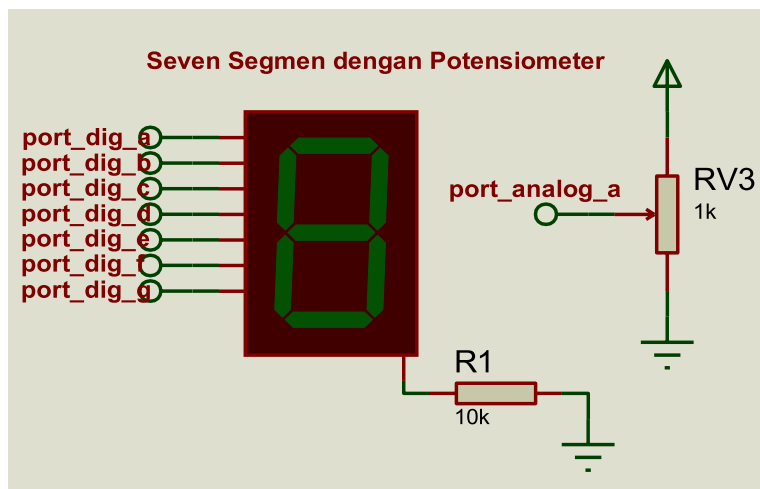 Seven Segmen dengan Potensiometer
port_dig_a
port_dig_b
port_dig_c
port_dig_d
port_dig_e
port_dig_f
port_dig_g
port_analog_a
RV3
1k
R1
10k